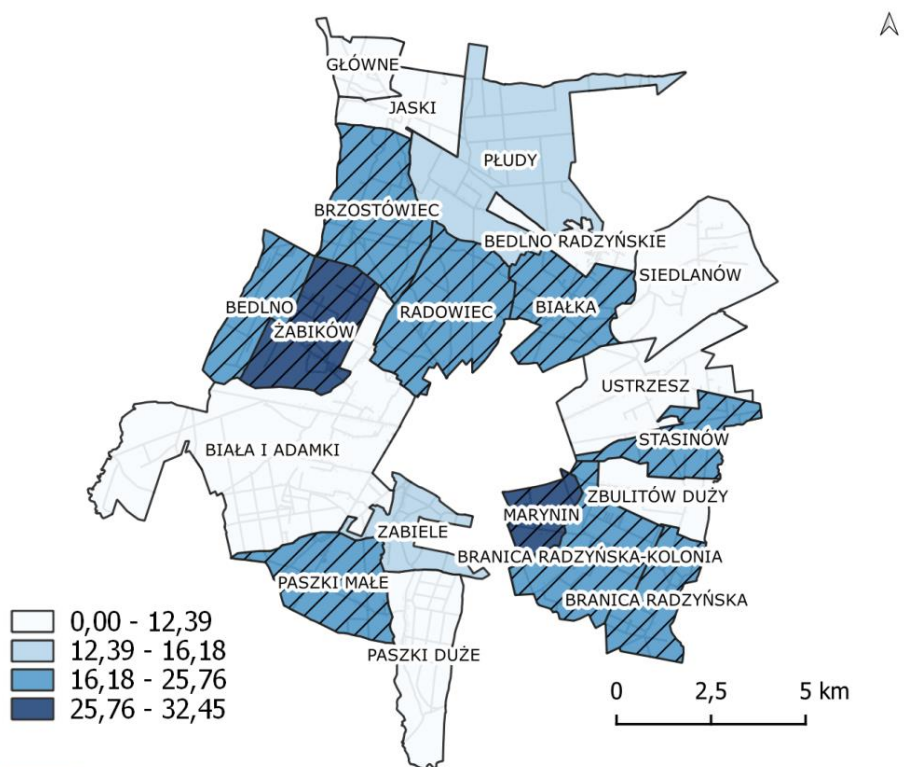 GŁÓWNE
JASKI
PŁUDY
BRZOSTÓWIEC
BEDLNO RADZYŃSKIE
SIEDLANÓW
BEDLNO
RADOWIEC
BIAŁKA
ŻABIKÓW
USTRZESZ
STASINÓW
BIAŁA I ADAMKI
ZBULITÓW DUŻY
MARYNIN
ZABIELE
BRANICA RADZYŃSKA-KOLONIA
PASZKI MAŁE
BRANICA RADZYŃSKA
PASZKI DUŻE
0,00 - 12,39
12,39 - 16,18
16,18 - 25,76
25,76 - 32,45
0 2,5 5 km